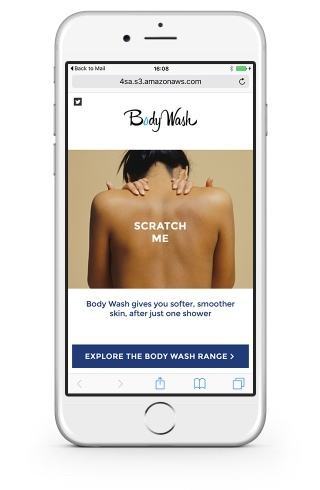 Back to Mail 16:08
4sa.s3.amazonaws.com
Body Wash
SCRATCH
ME
Body Wash gives you softer, smoother
skin, after just one shower
EXPLORE THE BODY WASH RANGE >